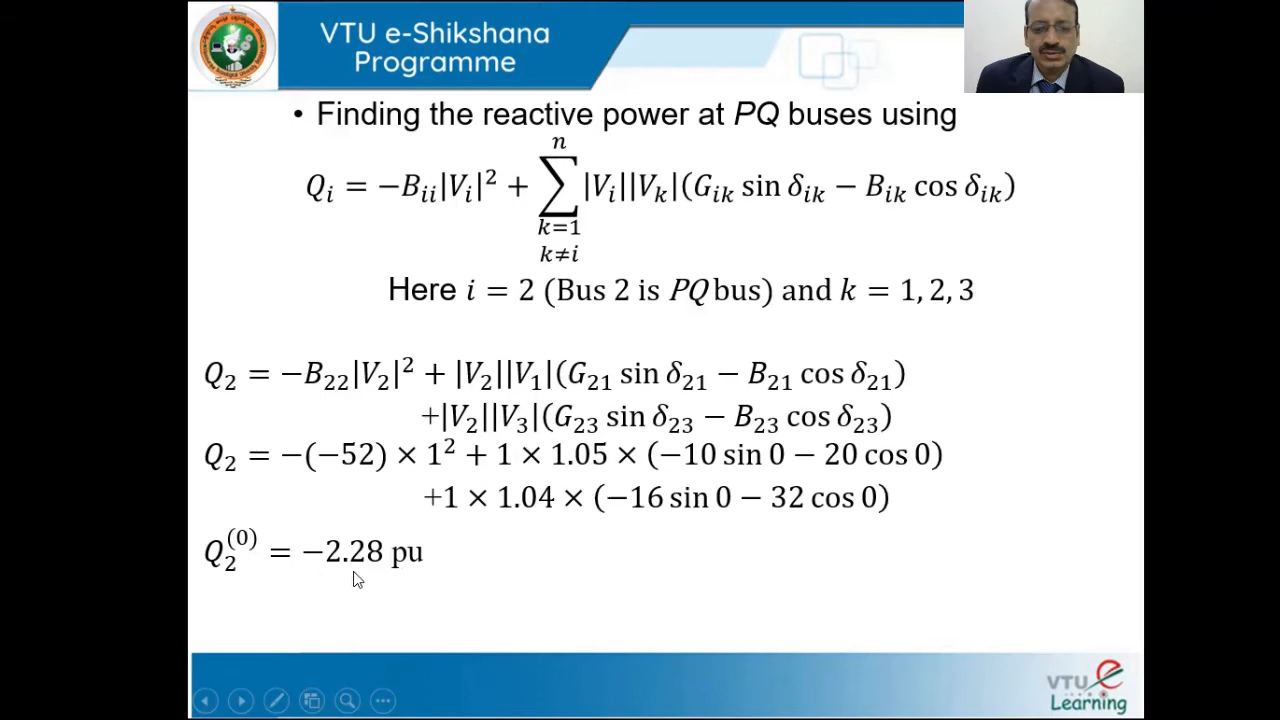 VTU e-Shikshana
Programme
• Finding the reactive power at PQ buses using
Qᵢ = −Bᵢᵢ|Vᵢ|² + ∑ₖ₌₁, ₖ≠ᵢⁿ |Vᵢ||Vₖ|(Gᵢₖ sin δᵢₖ − Bᵢₖ cos δᵢₖ)
Here i = 2 (Bus 2 is PQ bus) and k = 1, 2, 3
Q₂ = −B₂₂|V₂|² + |V₂||V₁|(G₂₁ sin δ₂₁ − B₂₁ cos δ₂₁)
+|V₂||V₃|(G₂₃ sin δ₂₃ − B₂₃ cos δ₂₃)
Q₂ = −(−52) × 1² + 1 × 1.05 × (−10 sin 0 − 20 cos 0)
+1 × 1.04 × (−16 sin 0 − 32 cos 0)
Q₂⁽⁰⁾ = −2.28 pu
VTU e
Learning